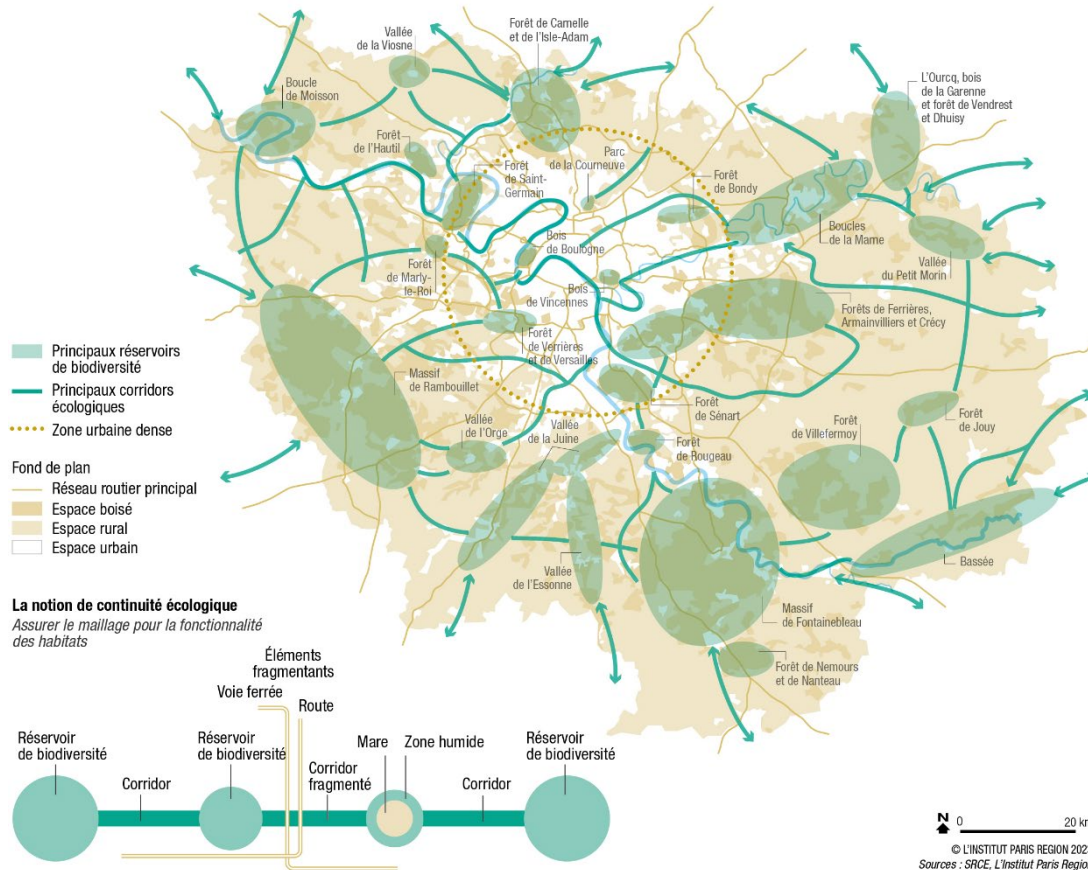 Vallée
de la Viosne
Forêt de Carnelle
et de l'Isle-Adam
Boucle
de Moisson
L'Ourcq, bois
de la Garenne
et forêt de Vendrest
et Dhuisy
Forêt
de l'Hautil
Forêt
de Saint-
Germain
Parc
de la Courneuve
Forêt
de Bondy
Bois
de Boulogne
Boucles
de la Marne
Vallée
du Petit Morin
Forêt
de Marly-
le-Roi
Bois
de Vincennes
Forêts de Ferrières,
Armainvilliers et Crécy
Forêt
de Verrières
et de Versailles
Massif
de Rambouillet
Forêt
de Sénart
Vallée
de l'Orge
Vallée
de la Juine
Forêt
de Rougeau
Forêt
de Villefermoy
Forêt
de Jouy
Vallée
de l'Essonne
Bassée
Massif
de Fontainebleau
Forêt de Nemours
et de Nanteau
Principaux réservoirs
de biodiversité
Principaux corridors
écologiques
Zone urbaine dense
Fond de plan
Réseau routier principal
Espace boisé
Espace rural
Espace urbain
La notion de continuité écologique
Assurer le maillage pour la fonctionnalité
des habitats
Éléments
fragmentants
Voie ferrée
Route
Réservoir
de biodiversité
Corridor
Réservoir
de biodiversité
Corridor
fragmenté
Mare
Zone humide
Corridor
Réservoir
de biodiversité
N 0 20 km
© L'INSTITUT PARIS REGION
Sources : SRCE, L'Institut Paris Region